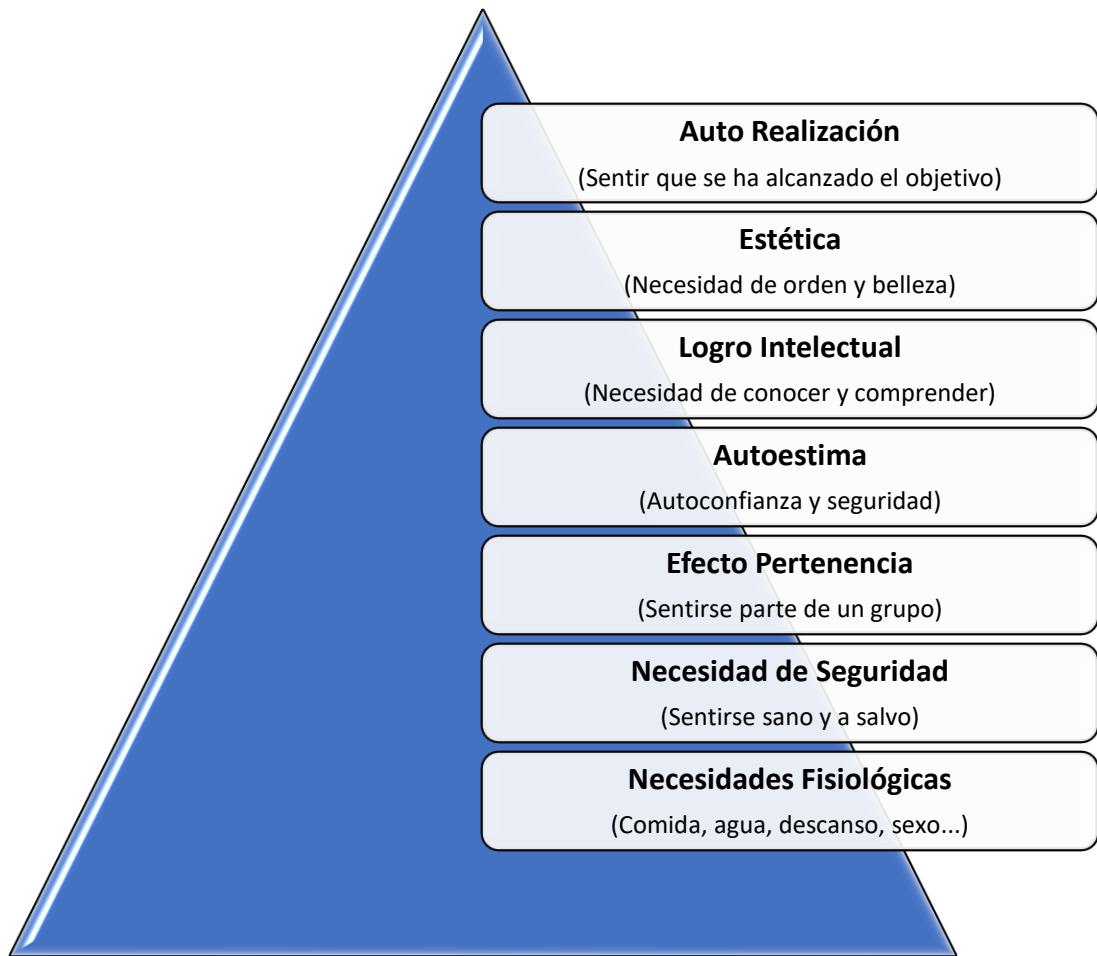 Auto Realización
(Sentir que se ha alcanzado el objetivo)
Estética
(Necesidad de orden y belleza)
Logro Intelectual
(Necesidad de conocer y comprender)
Autoestima
(Autoconfianza y seguridad)
Efecto Pertenencia
(Sentirse parte de un grupo)
Necesidad de Seguridad
(Sentirse sano y a salvo)
Necesidades Fisiológicas
(Comida, agua, descanso, sexo...)